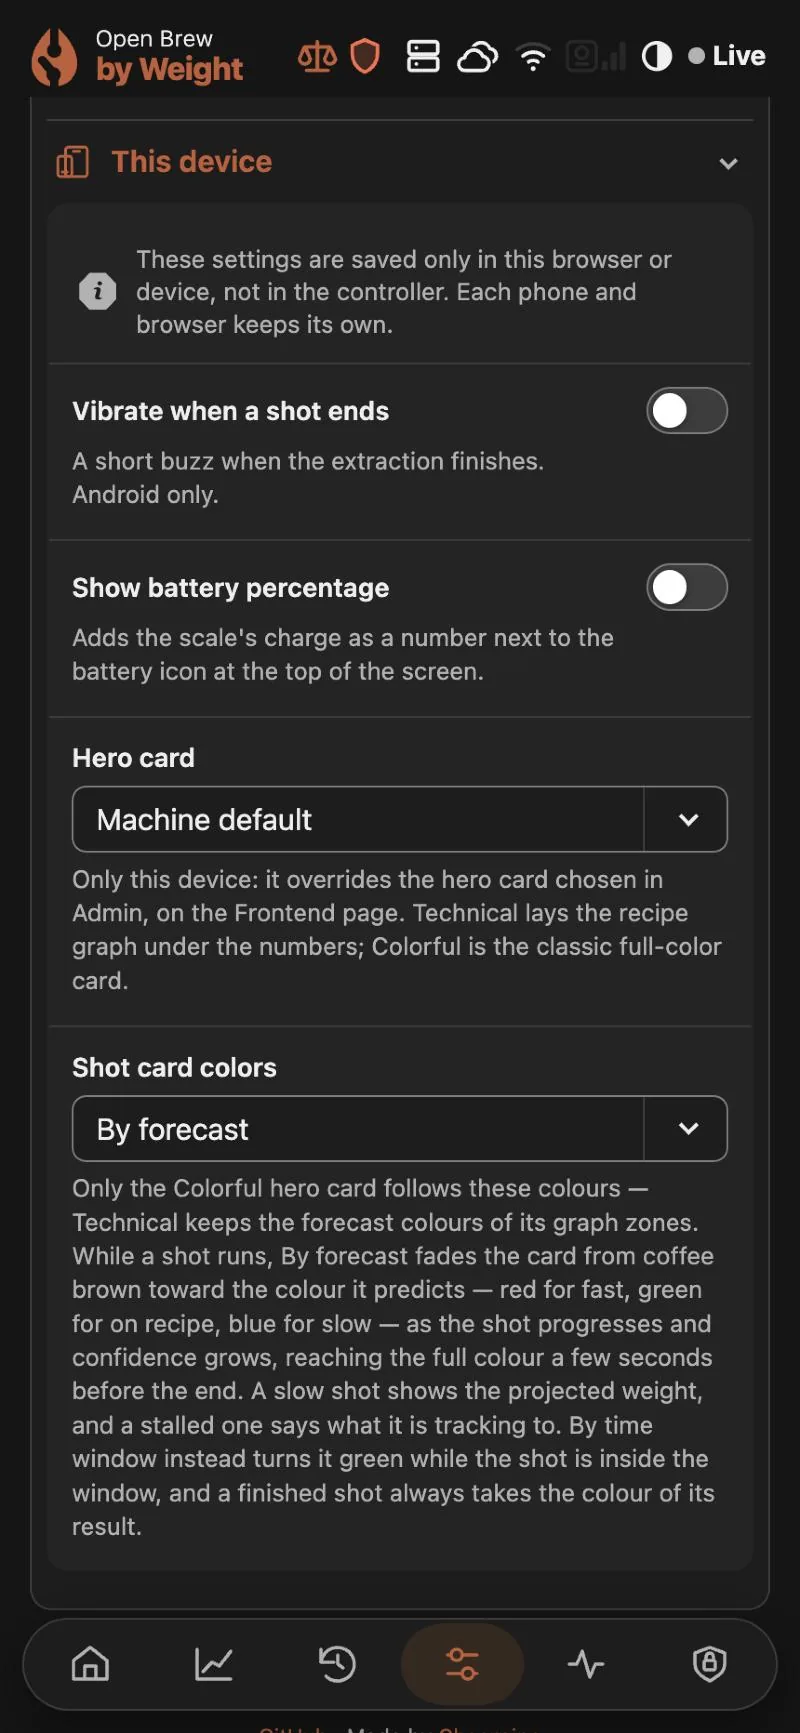 Open Brew
by Weight
Live
This device
These settings are saved only in this browser or
device, not in the controller. Each phone and
browser keeps its own.
Vibrate when a shot ends
A short buzz when the extraction finishes.
Android only.
Show battery percentage
Adds the scale's charge as a number next to the
battery icon at the top of the screen.
Hero card
Machine default
Only this device: it overrides the hero card chosen in
Admin, on the Frontend page. Technical lays the recipe
graph under the numbers; Colorful is the classic full-color
card.
Shot card colors
By forecast
Only the Colorful hero card follows these colours —
Technical keeps the forecast colours of its graph zones.
While a shot runs, By forecast fades the card from coffee
brown toward the colour it predicts — red for fast, green
for on recipe, blue for slow — as the shot progresses and
confidence grows, reaching the full colour a few seconds
before the end. A slow shot shows the projected weight,
and a stalled one says what it is tracking to. By time
window instead turns it green while the shot is inside the
window, and a finished shot always takes the colour of its
result.